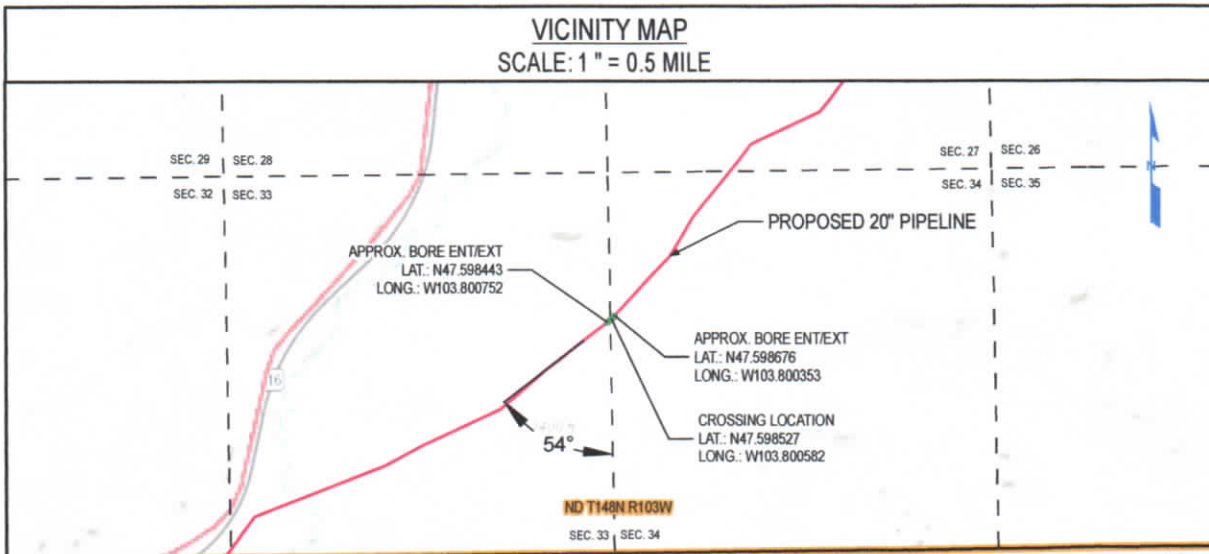 VICINITY MAP
SCALE: 1 " = 0.5 MILE
SEC. 29
SEC. 28
SEC. 32
SEC. 33
SEC. 27
SEC. 26
SEC. 34
SEC. 35
N
PROPOSED 20" PIPELINE
APPROX. BORE ENT/EXT
LAT.: N47.598443
LONG.: W103.800752
APPROX. BORE ENT/EXT
LAT.: N47.598676
LONG.: W103.800353
16
CROSSING LOCATION
LAT.: N47.598527
LONG.: W103.800582
54°
ND T148N R103W
SEC. 33
SEC. 34